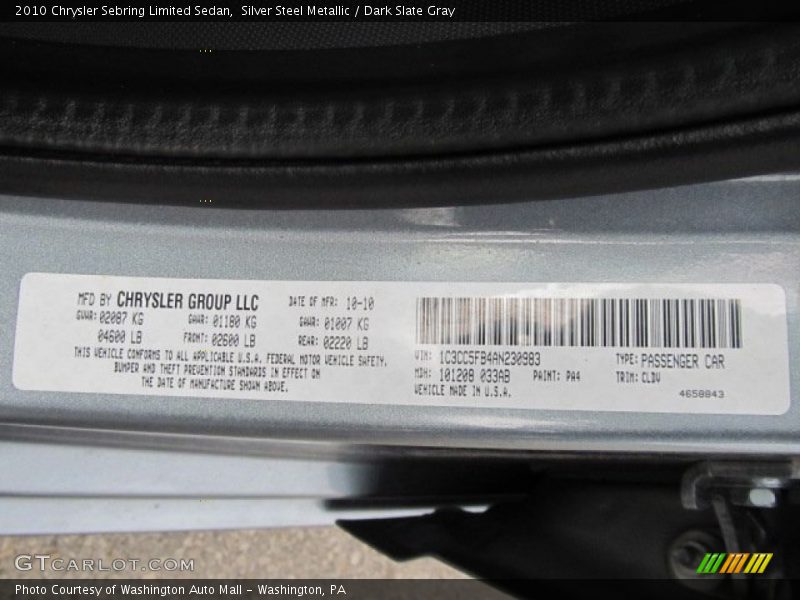 2010 Chrysler Sebring Limited Sedan, Silver Steel Metallic / Dark Slate Gray
MFD BY CHRYSLER GROUP LLC
DATE OF MFR: 10-10
GVWR: 02087 KG
GAWR: 01180 KG
GAWR: 01007 KG
04600 LB
FRONT: 02600 LB
REAR: 02220 LB
THIS VEHICLE CONFORMS TO ALL APPLICABLE U.S.A. FEDERAL MOTOR VEHICLE SAFETY,
BUMPER AND THEFT PREVENTION STANDARDS IN EFFECT ON
THE DATE OF MANUFACTURE SHOWN ABOVE.
VIN: 1C3CC5FB4AN230983
TYPE: PASSENGER CAR
MDH: 101208 033AB
PAINT: PA4
TRIM: CLDV
VEHICLE MADE IN U.S.A.
4658843
GTCARLOT.COM
Photo Courtesy of Washington Auto Mall - Washington, PA